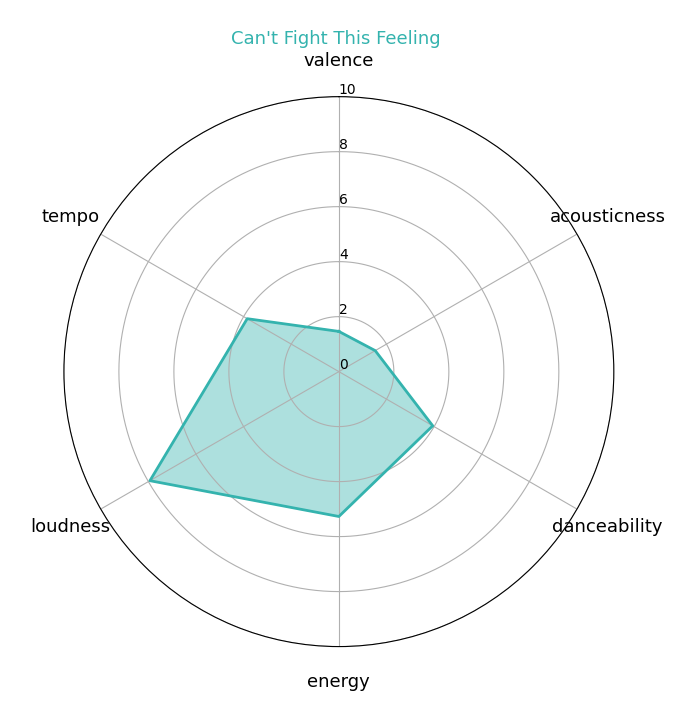 Can't Fight This Feeling
valence
10
8
tempo
6
acousticness
4
2
0
loudness
danceability
energy